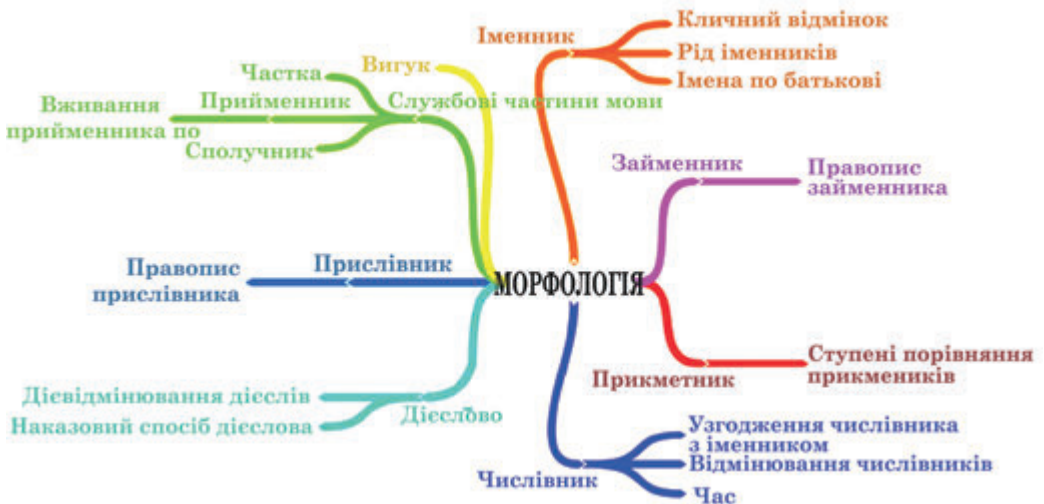 Іменник
Кличний відмінок
Рід іменників
Імена по батькові
Вигук
Частка
Прийменник
Службові частини мови
Вживання
прийменника по
Сполучник
Займенник
Правопис
займенника
МОРФОЛОГІЯ
Прислівник
Правопис
прислівника
Прикметник
Ступені порівняння
прикмеників
Дієвідмінювання дієслів
Наказовий спосіб дієслова
Дієслово
Числівник
Узгодження числівника
з іменником
Відмінювання числівників
Час